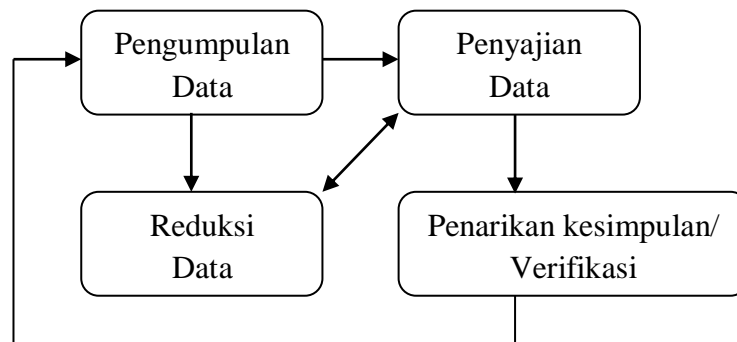 Pengumpulan
Data
Penyajian
Data
Reduksi
Data
Penarikan kesimpulan/
Verifikasi